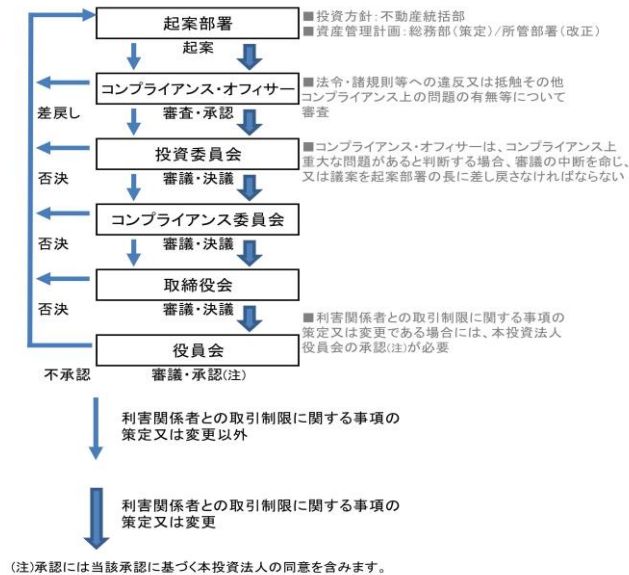 起案部署
■投資方針：不動産統括部
■資産管理計画：総務部（策定）/所管部署（改正）
起案
コンプライアンス・オフィサー
■法令・諸規則等への違反又は抵触その他
コンプライアンス上の問題の有無等について
審査
差戻し
審査・承認
投資委員会
■コンプライアンス・オフィサーは、コンプライアンス上
重大な問題があると判断する場合、審議の中断を命じ、
又は議案を起案部署の長に差し戻さなければならない
否決
審議・決議
コンプライアンス委員会
否決
審議・決議
取締役会
否決
審議・決議
■利害関係者との取引制限に関する事項の
策定又は変更である場合には、本投資法人
役員会の承認(注)が必要
役員会
不承認
審議・承認(注)
利害関係者との取引制限に関する事項の
策定又は変更以外
利害関係者との取引制限に関する事項の
策定又は変更
(注)承認には当該承認に基づく本投資法人の同意を含みます。